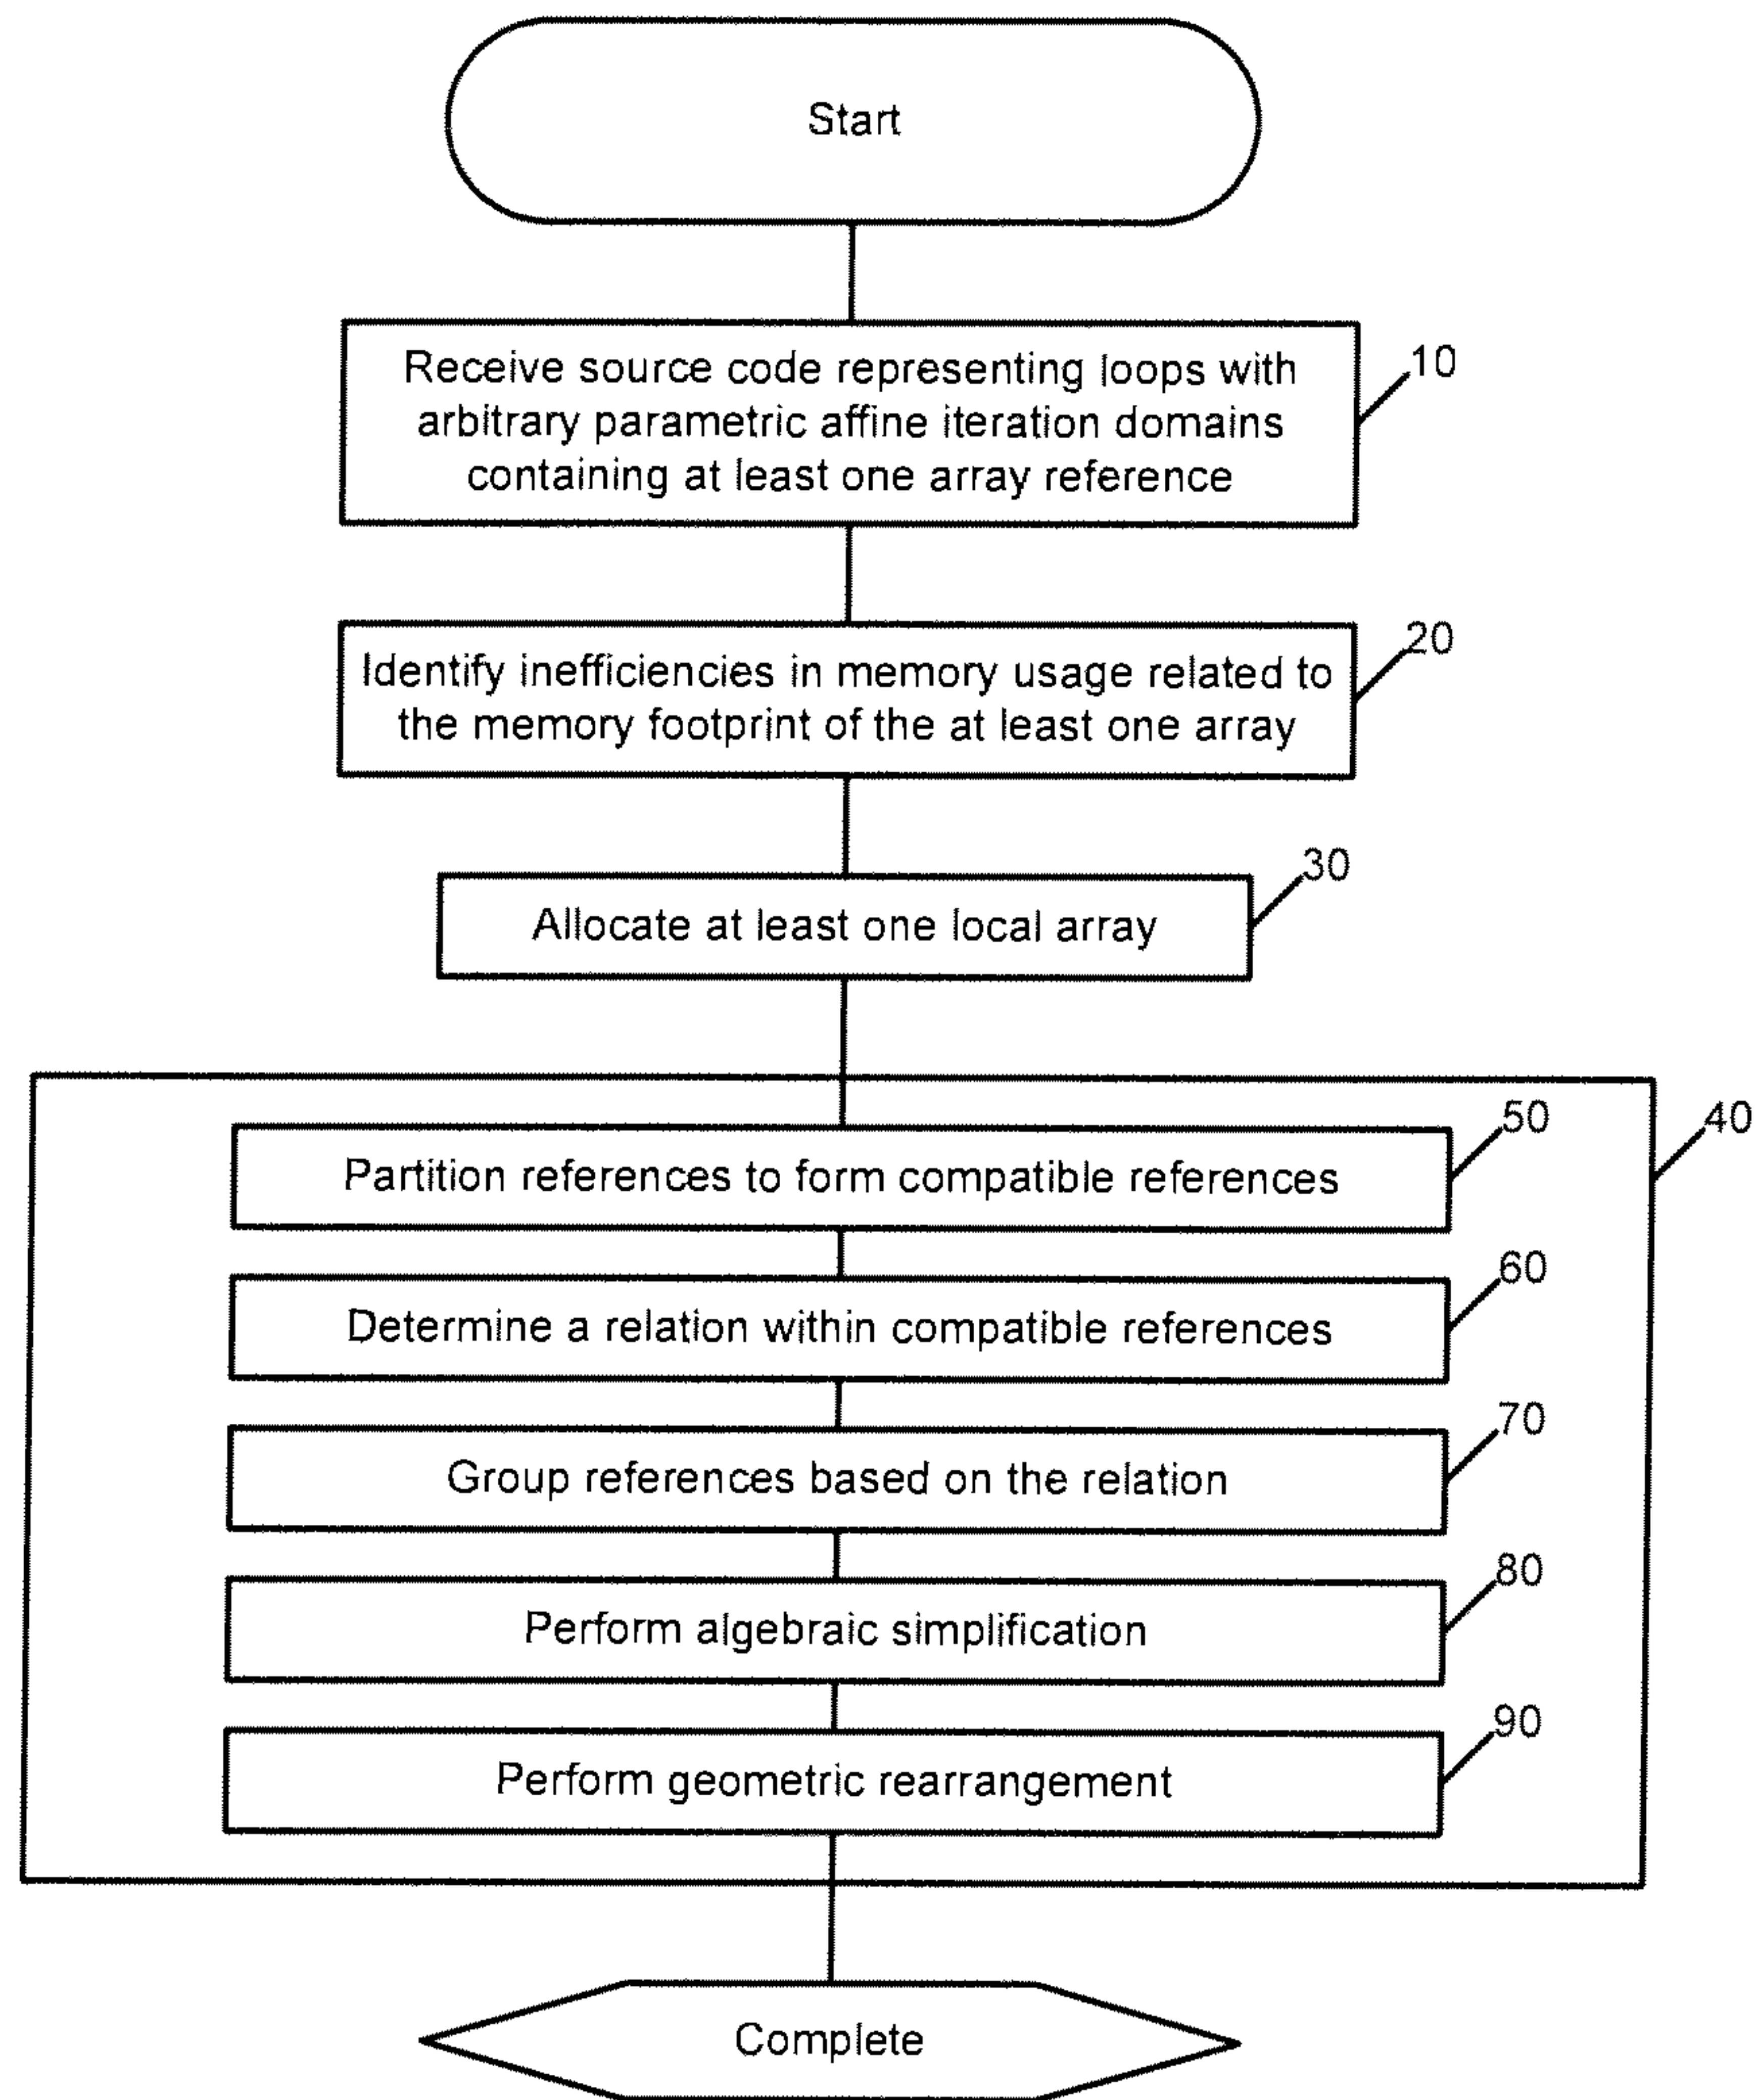 Start
Receive source code representing loops with
arbitrary parametric affine iteration domains
containing at least one array reference
10
Identify inefficiencies in memory usage related to
the memory footprint of the at least one array
20
Allocate at least one local array
30
40
Partition references to form compatible references
50
Determine a relation within compatible references
60
Group references based on the relation
70
Perform algebraic simplification
80
Perform geometric rearrangement
90
Complete